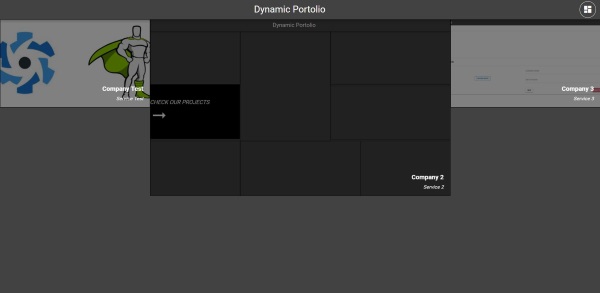 Dynamic Portolio
Dynamic Portolio
Company Test
Service Test
CHECK OUR PROJECTS
Company 2
Service 2
Company 3
Service 3